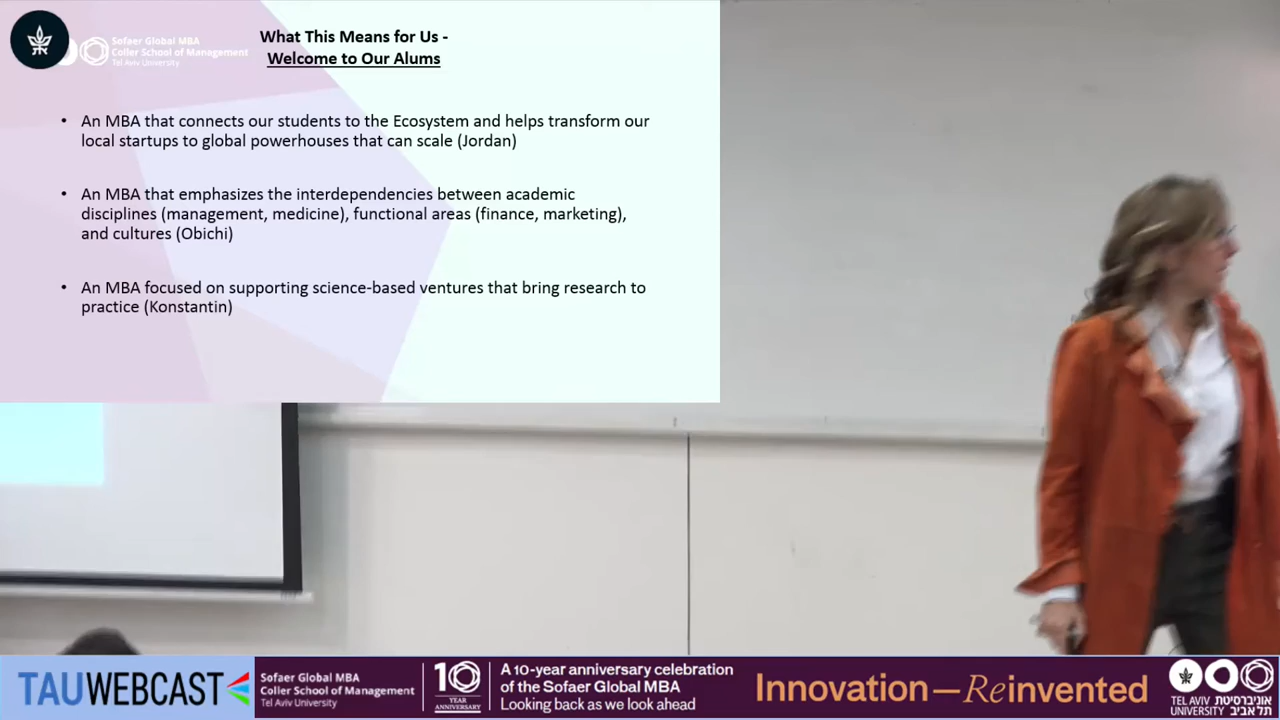 Sofaer Global MBA
Coller School of Management
Tel Aviv University
What This Means for Us -
Welcome to Our Alums
• An MBA that connects our students to the Ecosystem and helps transform our
local startups to global powerhouses that can scale (Jordan)
• An MBA that emphasizes the interdependencies between academic
disciplines (management, medicine), functional areas (finance, marketing),
and cultures (Obichi)
• An MBA focused on supporting science-based ventures that bring research to
practice (Konstantin)
TAUWEBCAST
Sofaer Global MBA
Coller School of Management
Tel Aviv University
10
YEAR
ANNIVERSARY
A 10-year anniversary celebration
of the Sofaer Global MBA
Looking back as we look ahead
Innovation—Reinvented
TEL AVIV אוניברסיטת
UNIVERSITY תל אביב